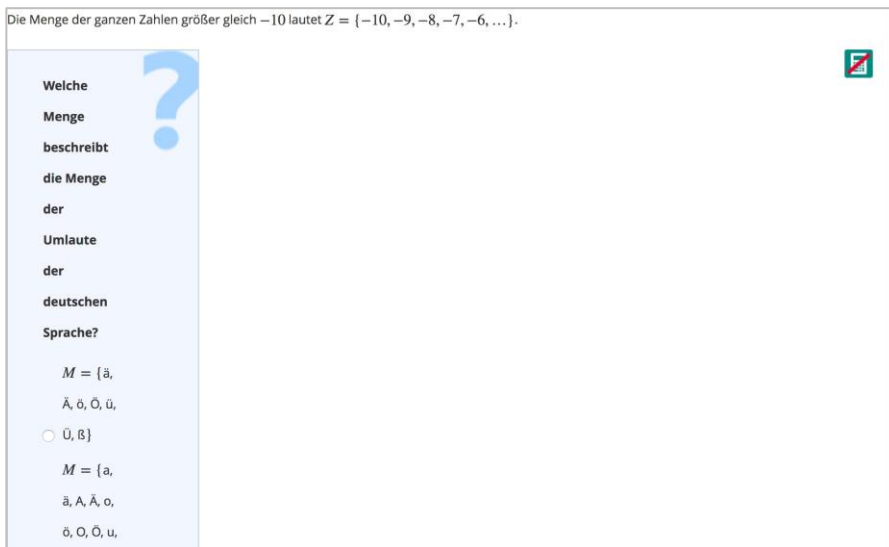 Die Menge der ganzen Zahlen größer gleich −10 lautet Z = {−10, −9, −8, −7, −6, …}.
?
Welche
Menge
beschreibt
die Menge
der
Umlaute
der
deutschen
Sprache?
M = {ä,
Ä, ö, Ö, ü,
Ü, ß}
M = {a,
ä, A, Ä, o,
ö, O, Ö, u,